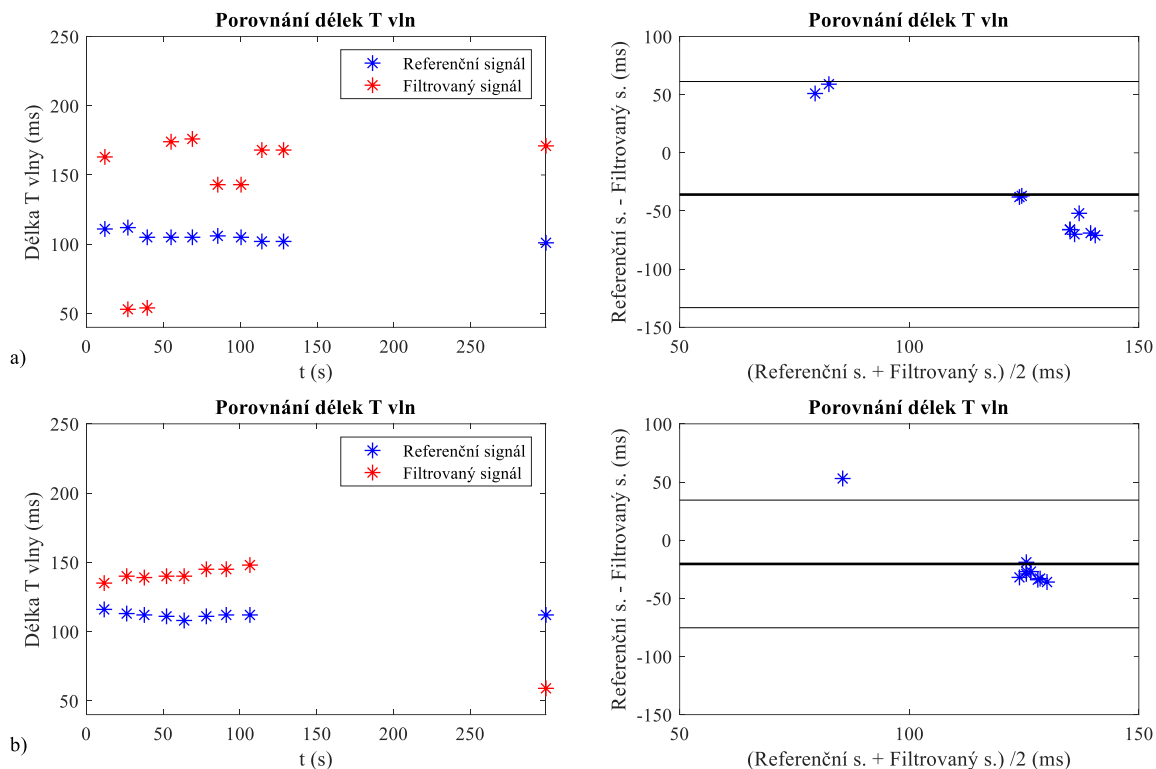 Porovnání délek T vln
250
200
150
100
50
Délka T vlny (ms)
Referenční signál
Filtrovaný signál
0 50 100 150 200 250
t (s)
a)
Porovnání délek T vln
100
50
0
-50
-100
-150
Referenční s. - Filtrovaný s. (ms)
50 100 150
(Referenční s. + Filtrovaný s.) /2 (ms)
Porovnání délek T vln
250
200
150
100
50
Délka T vlny (ms)
Referenční signál
Filtrovaný signál
0 50 100 150 200 250
t (s)
b)
Porovnání délek T vln
100
50
0
-50
-100
-150
Referenční s. - Filtrovaný s. (ms)
50 100 150
(Referenční s. + Filtrovaný s.) /2 (ms)